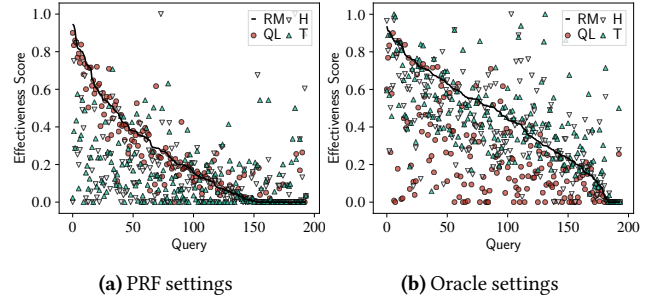 RM H
QL T
1.0
0.8
0.6
0.4
0.2
0.0
Effectiveness Score
0 50 100 150 200
Query
(a) PRF settings
RM H
QL T
1.0
0.8
0.6
0.4
0.2
0.0
Effectiveness Score
0 50 100 150 200
Query
(b) Oracle settings